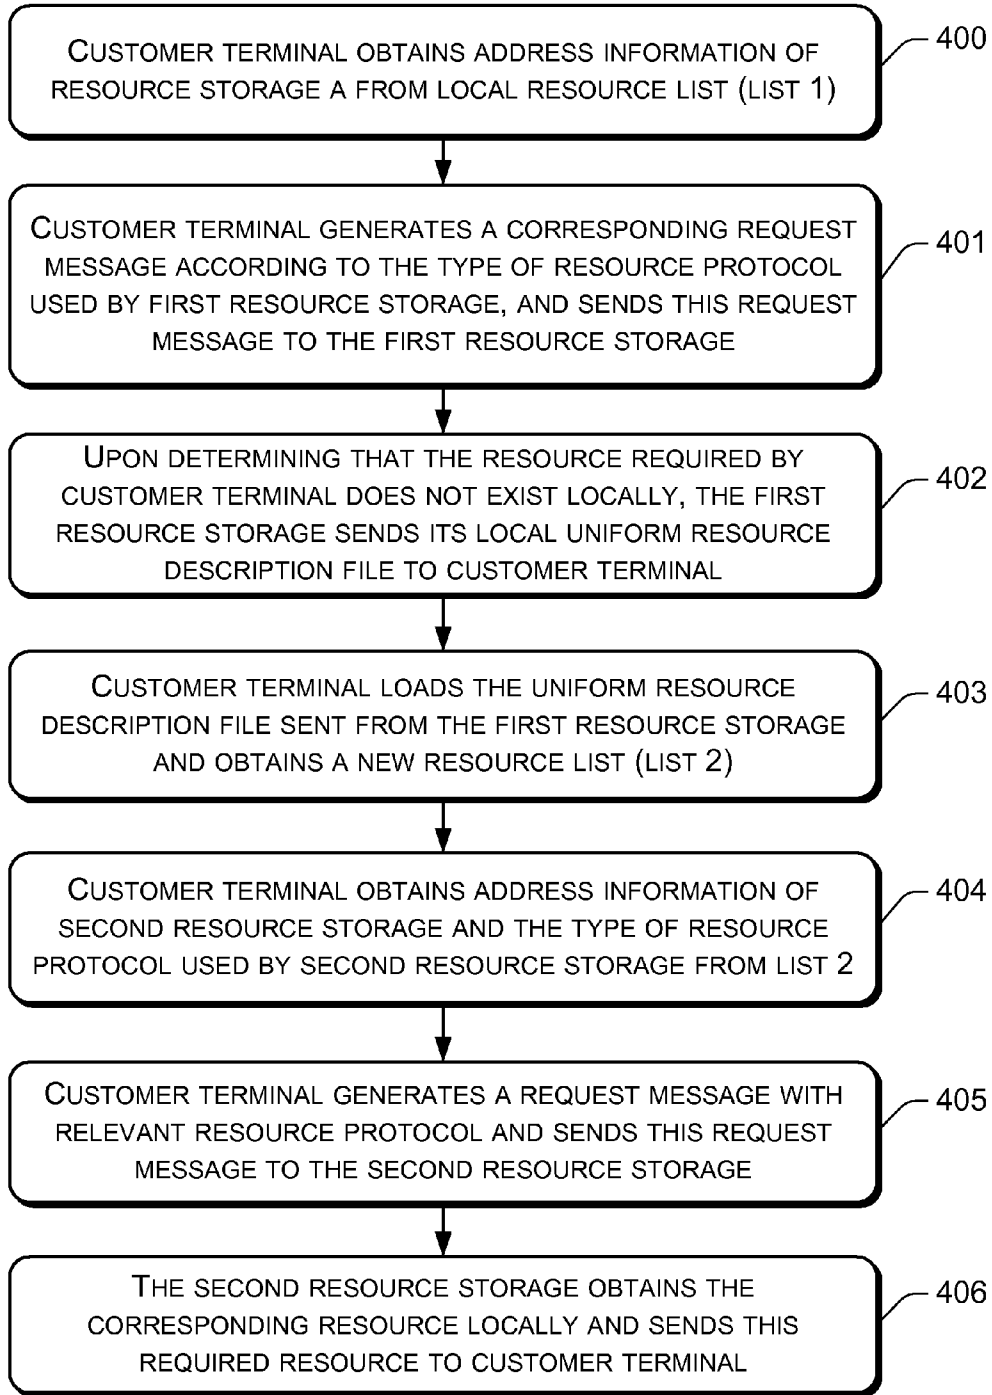 CUSTOMER TERMINAL OBTAINS ADDRESS INFORMATION OF
RESOURCE STORAGE A FROM LOCAL RESOURCE LIST (LIST 1)
400
CUSTOMER TERMINAL GENERATES A CORRESPONDING REQUEST
MESSAGE ACCORDING TO THE TYPE OF RESOURCE PROTOCOL
USED BY FIRST RESOURCE STORAGE, AND SENDS THIS REQUEST
MESSAGE TO THE FIRST RESOURCE STORAGE
401
UPON DETERMINING THAT THE RESOURCE REQUIRED BY
CUSTOMER TERMINAL DOES NOT EXIST LOCALLY, THE FIRST
RESOURCE STORAGE SENDS ITS LOCAL UNIFORM RESOURCE
DESCRIPTION FILE TO CUSTOMER TERMINAL
402
CUSTOMER TERMINAL LOADS THE UNIFORM RESOURCE
DESCRIPTION FILE SENT FROM THE FIRST RESOURCE STORAGE
AND OBTAINS A NEW RESOURCE LIST (LIST 2)
403
CUSTOMER TERMINAL OBTAINS ADDRESS INFORMATION OF
SECOND RESOURCE STORAGE AND THE TYPE OF RESOURCE
PROTOCOL USED BY SECOND RESOURCE STORAGE FROM LIST 2
404
CUSTOMER TERMINAL GENERATES A REQUEST MESSAGE WITH
RELEVANT RESOURCE PROTOCOL AND SENDS THIS REQUEST
MESSAGE TO THE SECOND RESOURCE STORAGE
405
THE SECOND RESOURCE STORAGE OBTAINS THE
CORRESPONDING RESOURCE LOCALLY AND SENDS THIS
REQUIRED RESOURCE TO CUSTOMER TERMINAL
406